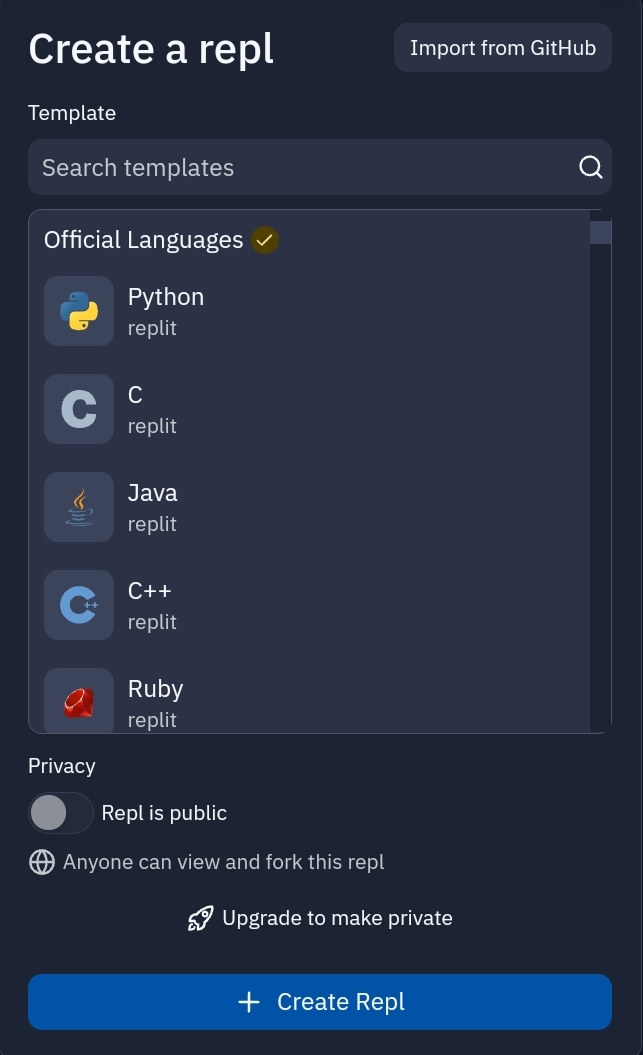 Create a repl
Import from GitHub
Template
Search templates
Official Languages
Python
replit
C
replit
Java
replit
C++
replit
Ruby
replit
Privacy
Repl is public
Anyone can view and fork this repl
Upgrade to make private
Create Repl